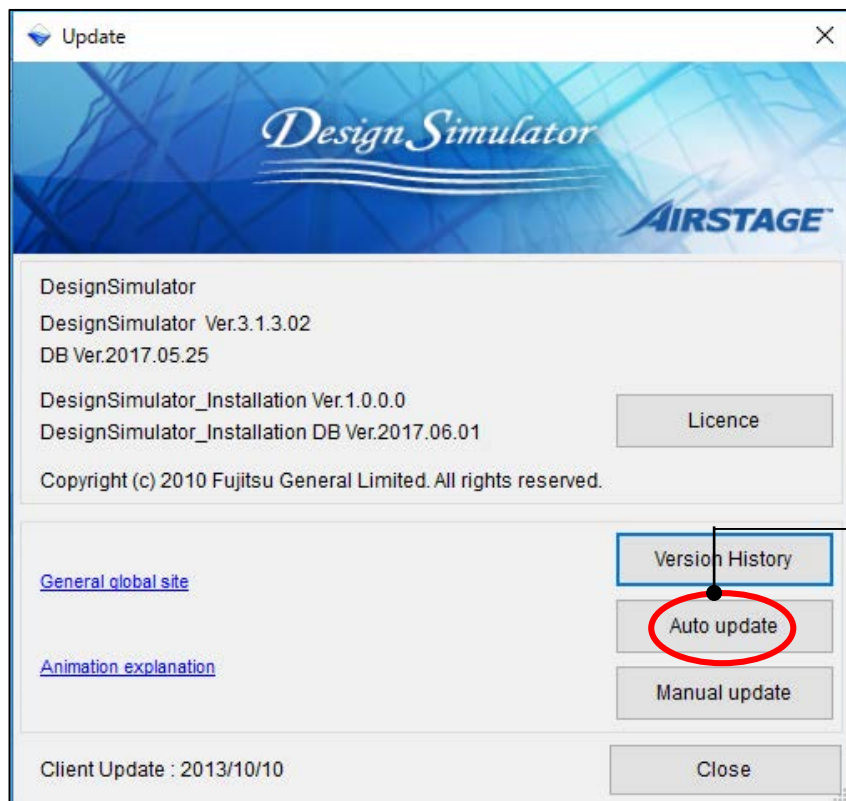 Update
Design Simulator
AIRSTAGE™
DesignSimulator
DesignSimulator Ver.3.1.3.02
DB Ver.2017.05.25
DesignSimulator_Installation Ver.1.0.0.0
DesignSimulator_Installation DB Ver.2017.06.01
Licence
Copyright (c) 2010 Fujitsu General Limited. All rights reserved.
Version History
General global site
Auto update
Animation explanation
Manual update
Client Update : 2013/10/10
Close